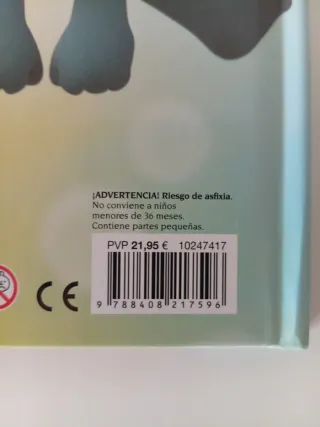 ¡ADVERTENCIA! Riesgo de asfixia.
No conviene a niños
menores de 36 meses.
Contiene partes pequeñas.
PVP 21,95 € 10247417
CE
9 788408 217596